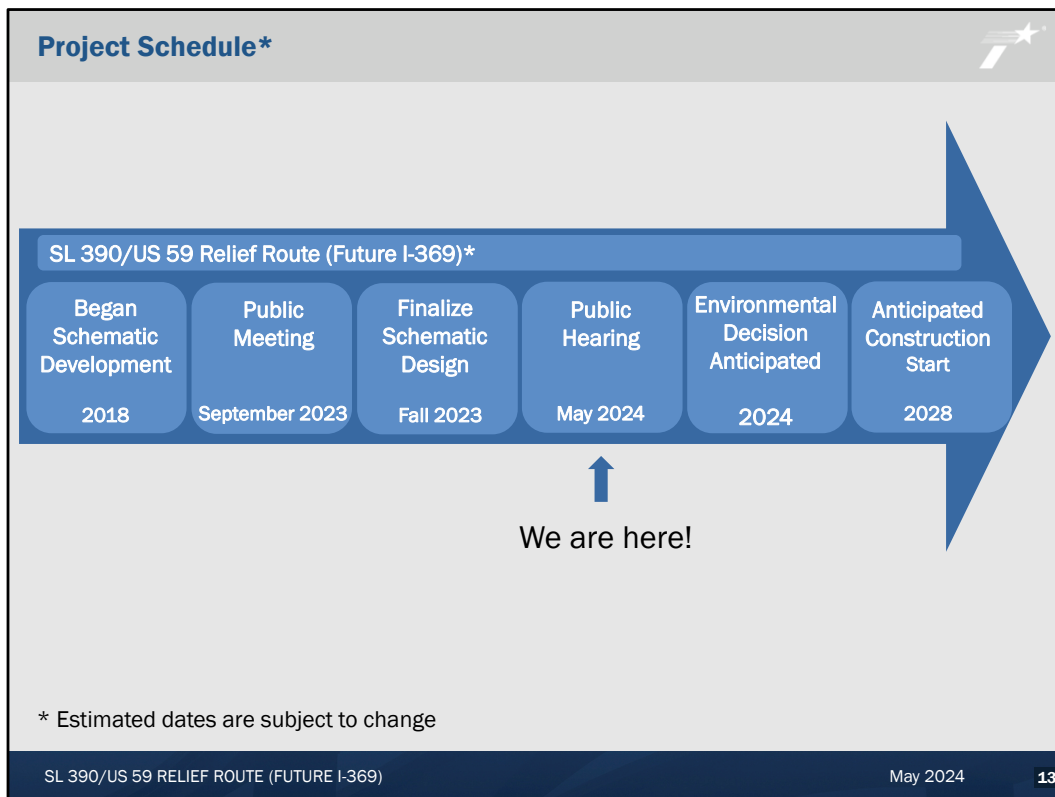 Project Schedule*
SL 390/US 59 Relief Route (Future I-369)*
Began
Schematic
Development
2018
Public
Meeting
September 2023
Finalize
Schematic
Design
Fall 2023
Public
Hearing
May 2024
Environmental
Decision
Anticipated
2024
Anticipated
Construction
Start
2028
We are here!
* Estimated dates are subject to change
SL 390/US 59 RELIEF ROUTE (FUTURE I-369)
May 2024
13